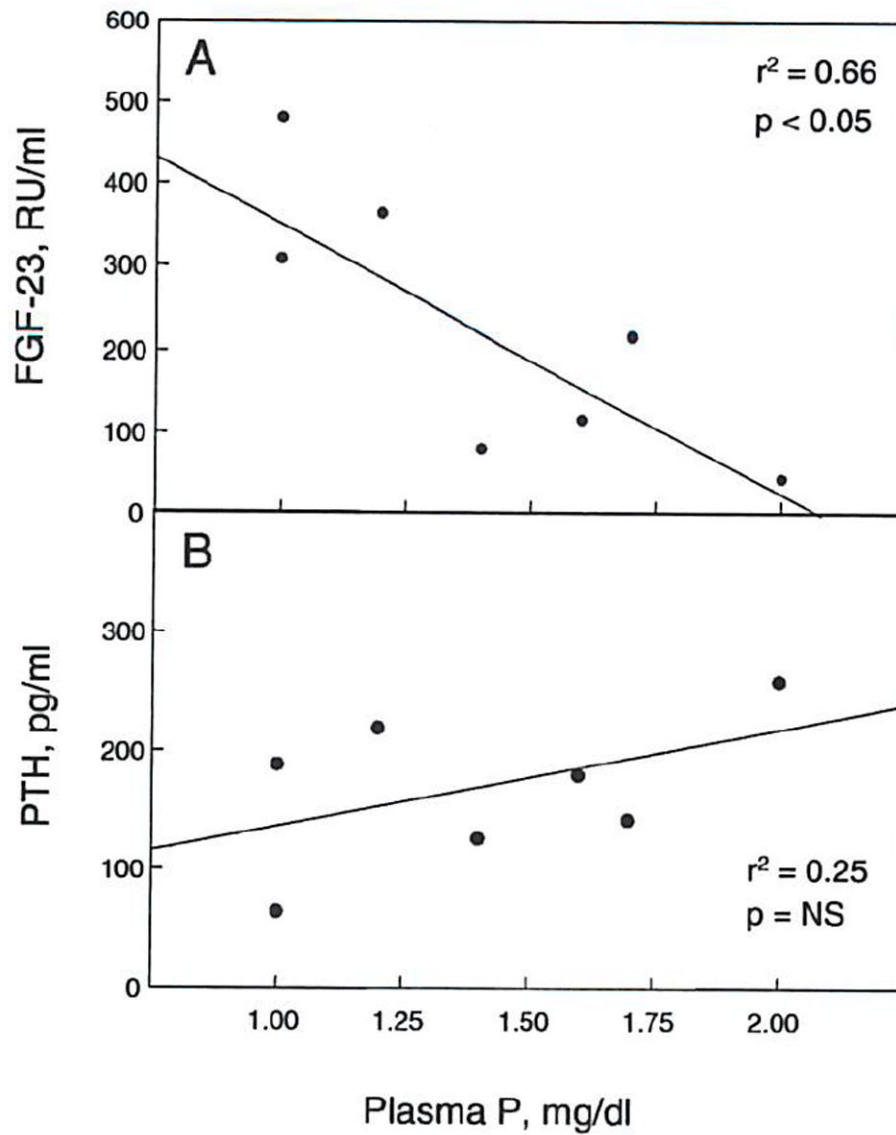 600
A
r² = 0.66
500
p < 0.05
400
300
200
100
0
FGF-23, RU/ml
B
300
200
100
r² = 0.25
p = NS
0
PTH, pg/ml
1.00 1.25 1.50 1.75 2.00
Plasma P, mg/dl